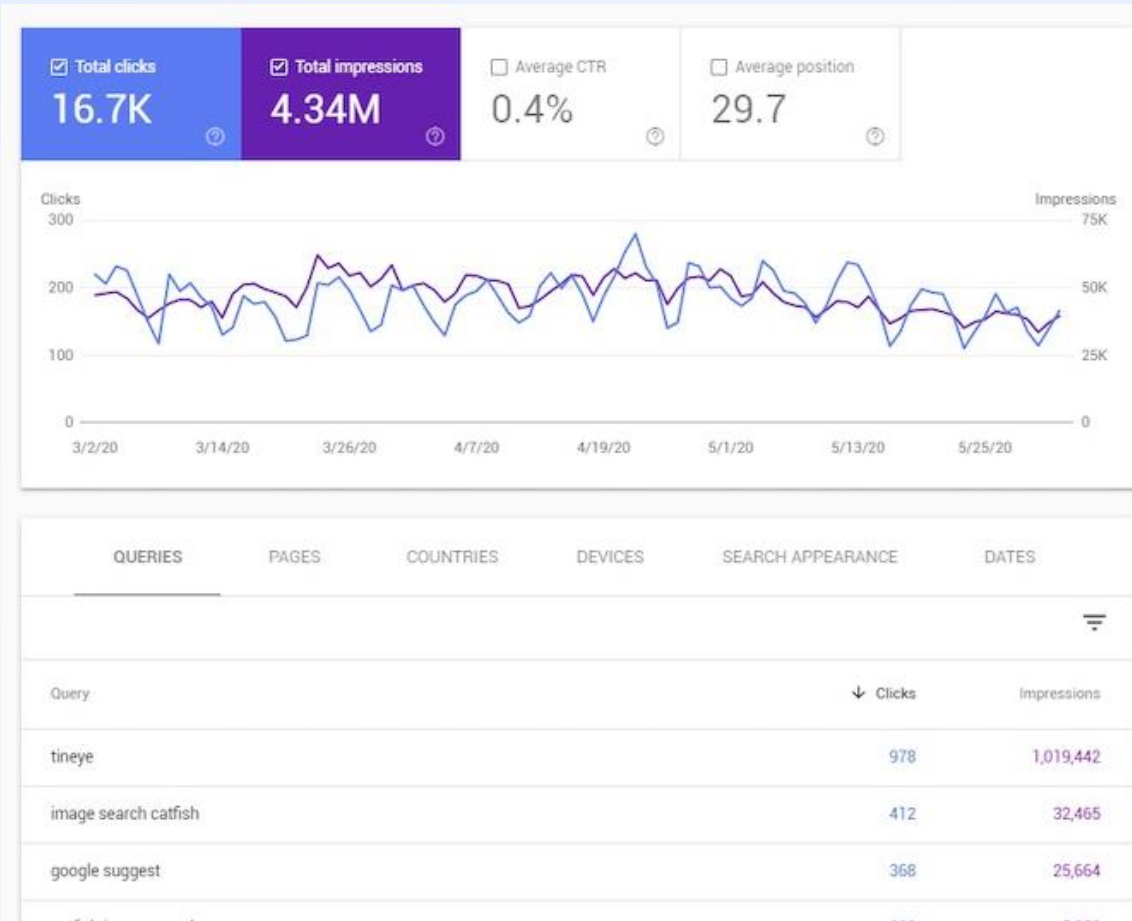 Total clicks
16.7K
Total impressions
4.34M
Average CTR
0.4%
Average position
29.7
Clicks
Impressions
300
75K
200
50K
100
25K
0
0
3/2/20 3/14/20 3/26/20 4/7/20 4/19/20 5/1/20 5/13/20 5/25/20
QUERIES PAGES COUNTRIES DEVICES SEARCH APPEARANCE DATES
Query Clicks Impressions
tineye 978 1,019,442
image search catfish 412 32,465
google suggest 368 25,664